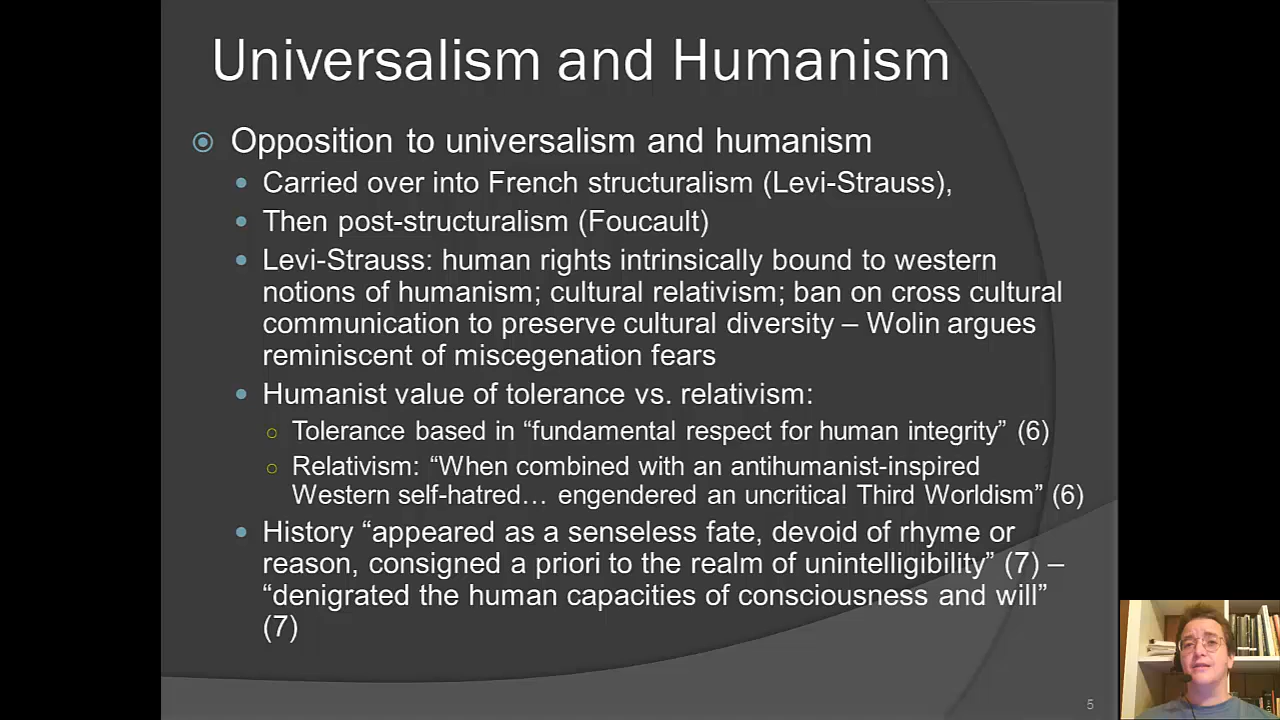 Universalism and Humanism
Opposition to universalism and humanism
Carried over into French structuralism (Levi-Strauss),
Then post-structuralism (Foucault)
Levi-Strauss: human rights intrinsically bound to western
notions of humanism; cultural relativism; ban on cross cultural
communication to preserve cultural diversity – Wolin argues
reminiscent of miscegenation fears
Humanist value of tolerance vs. relativism:
Tolerance based in “fundamental respect for human integrity” (6)
Relativism: “When combined with an antihumanist-inspired
Western self-hatred… engendered an uncritical Third Worldism” (6)
History “appeared as a senseless fate, devoid of rhyme or
reason, consigned a priori to the realm of unintelligibility” (7) –
“denigrated the human capacities of consciousness and will”
(7)
5